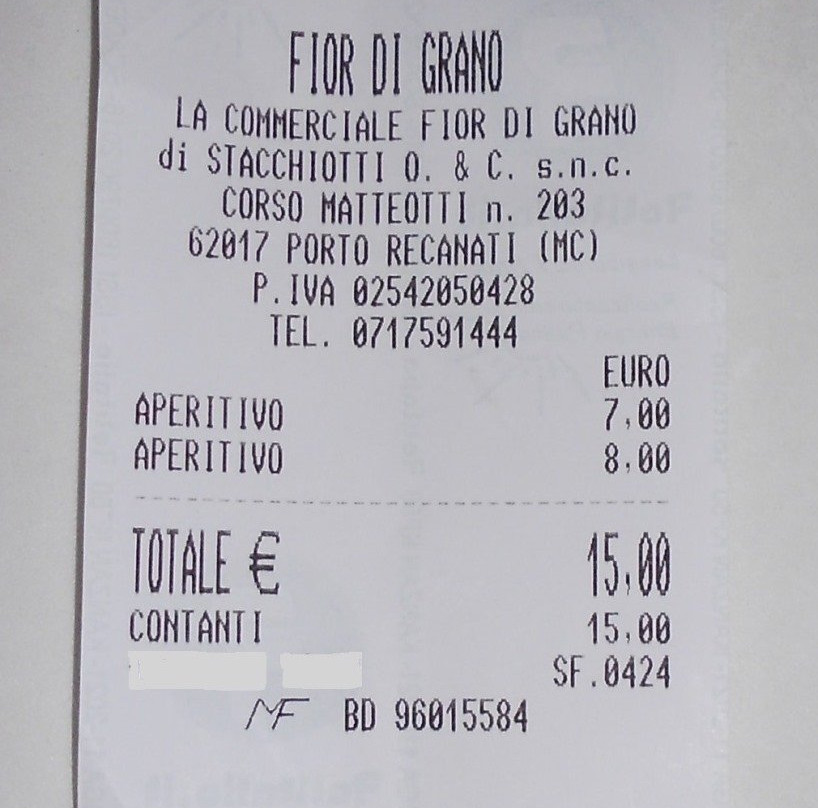 FIOR DI GRANO
LA COMMERCIALE FIOR DI GRANO
di STACCHIOTTI O. & C. s.n.c.
CORSO MATTEOTTI n. 203
62017 PORTO RECANATI (MC)
P.IVA 02542050428
TEL. 0717591444
EURO
APERITIVO 7,00
APERITIVO 8,00
TOTALE € 15,00
CONTANTI 15,00
SF.0424
MF BD 96015584